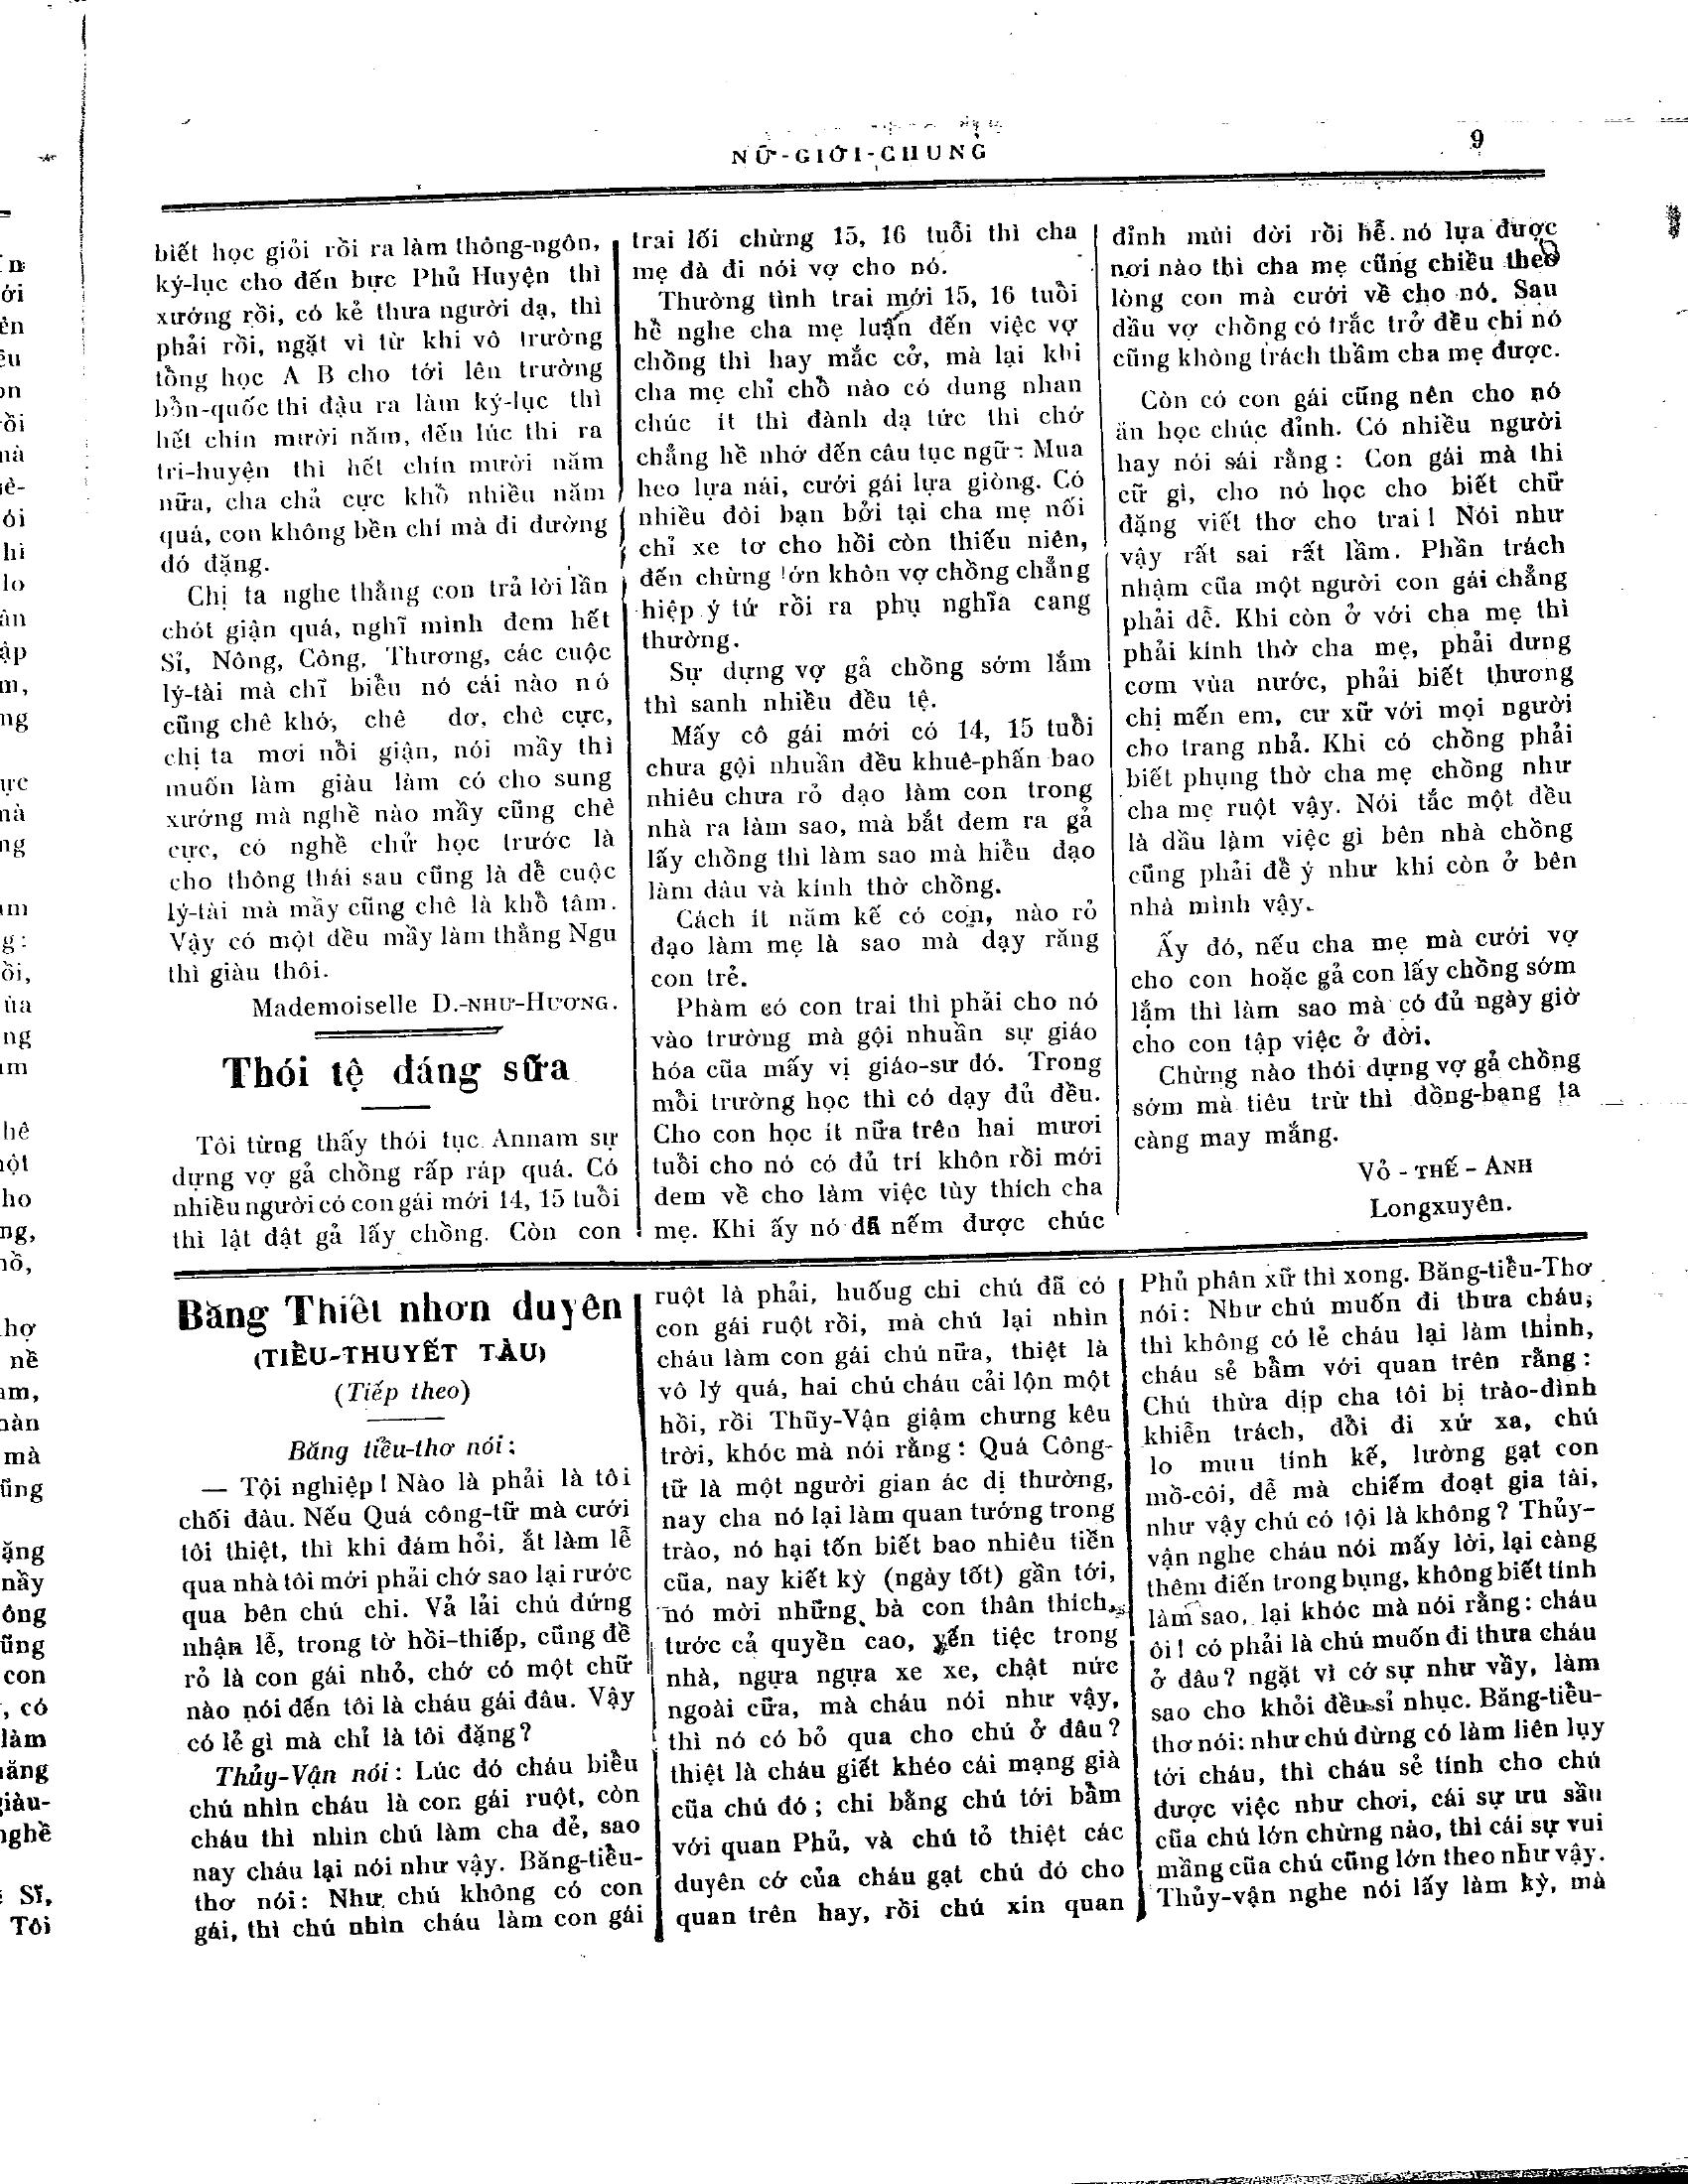 NỮ-GIỚI-CHUNG
9
biết học giỏi rồi ra làm thông-ngôn,
ký-lục cho đến bực Phủ Huyện thì
xướng rồi, có kẻ thưa người dạ, thì
phải rồi, ngặt vì từ khi vô trường
tổng học A B cho tới lên trường
bổn-quốc thi đậu ra làm ký-lục thì
hết chín mười năm, đến lúc thi ra
tri-huyện thì hết chín mười năm
nữa, cha chả cực khổ nhiều năm
quá, con không bền chí mà đi đường
đó đặng.
Chị ta nghe thằng con trả lời lần
chót giận quá, nghĩ mình đem hết
Sỉ, Nông, Công, Thương, các cuộc
lý-tài mà chĩ biểu nó cái nào nó
cũng chê khó, chê dơ, chê cực,
chị ta mơi nổi giận, nói mầy thì
muốn làm giàu làm có cho sung
xướng mà nghề nào mầy cũng chê
cực, có nghề chử học trước là
cho thông thái sau cũng là dể cuộc
lý-tài mà mầy cũng chê là khổ tâm.
Vậy có một đều mầy làm thằng Ngu
thì giàu thôi.
Mademoiselle D.-NHƯ-HƯƠNG.
Thói tệ đáng sữa
Tôi từng thấy thói tục Annam sự
dựng vợ gả chồng rấp ráp quá. Có
nhiều người có con gái mới 14, 15 tuổi
thì lật đật gả lấy chồng. Còn con
trai lối chừng 15, 16 tuổi thì cha
mẹ đà đi nói vợ cho nó.
Thường tình trai mới 15, 16 tuổi
hể nghe cha mẹ luận đến việc vợ
chồng thì hay mắc cở, mà lại khi
cha mẹ chỉ chổ nào có dung nhan
chúc ít thì đành dạ tức thì chớ
chẳng hề nhớ đến câu tục ngữ: Mua
heo lựa nái, cưới gái lựa giòng. Có
nhiều đôi bạn bởi tại cha mẹ nối
chỉ xe tơ cho hồi còn thiếu niên,
đến chừng lớn khôn vợ chồng chẳng
hiệp ý tứ rồi ra phụ nghĩa cang
thường.
Sự dựng vợ gả chồng sớm lắm
thì sanh nhiều đều tệ.
Mấy cô gái mới có 14, 15 tuổi
chưa gội nhuần đều khuê-phấn bao
nhiêu chưa rỏ đạo làm con trong
nhà ra làm sao, mà bắt đem ra gả
lấy chồng thì làm sao mà hiểu đạo
làm dâu và kính thờ chồng.
Cách ít năm kế có con, nào rỏ
đạo làm mẹ là sao mà dạy răng
con trẻ.
Phàm có con trai thì phải cho nó
vào trường mà gội nhuần sự giáo
hóa của mấy vị giáo-sư đó. Trong
mỗi trường học thì có dạy đủ đều.
Cho con học ít nữa trên hai mươi
tuổi cho nó có đủ trí khôn rồi mới
đem về cho làm việc tùy thích cha
mẹ. Khi ấy nó đã nếm được chúc
đỉnh mùi đời rồi hễ nó lựa được
nơi nào thì cha mẹ cũng chiều theo
lòng con mà cưới về cho nó. Sau
dầu vợ chồng có trắc trở đều chi nó
cũng không trách thầm cha mẹ được.
Còn có con gái cũng nên cho nó
ăn học chúc đỉnh. Có nhiều người
hay nói sái rằng: Con gái mà thi
cữ gì, cho nó học cho biết chữ
đặng viết thơ cho trai! Nói như
vậy rất sai rất lầm. Phần trách
nhậm của một người con gái chẳng
phải dể. Khi còn ở với cha mẹ thì
phải kính thờ cha mẹ, phải dưng
cơm vùa nước, phải biết thương
chị mến em, cư xữ với mọi người
cho trang nhả. Khi có chồng phải
biết phụng thờ cha mẹ chồng như
cha mẹ ruột vậy. Nói tắc một đều
là dầu làm việc gì bên nhà chồng
cũng phải để ý như khi còn ở bên
nhà mình vậy.
Ấy đó, nếu cha mẹ mà cưới vợ
cho con hoặc gả con lấy chồng sớm
lắm thì làm sao mà có đủ ngày giờ
cho con tập việc ở đời.
Chừng nào thói dựng vợ gả chồng
sớm mà tiêu trừ thì đồng-bang ta
càng may mắng.
VỎ - THẾ - ANH
Longxuyên.
Băng Thiết nhơn duyên
(TIỂU-THUYẾT TÀU)
(Tiếp theo)
Băng tiểu-thơ nói:
— Tội nghiệp! Nào là phải là tôi
chối đâu. Nếu Quá công-tữ mà cưới
tôi thiệt, thì khi đám hỏi, ắt làm lễ
qua nhà tôi mới phải chớ sao lại rước
qua bên chú chi. Vả lải chú đứng
nhận lễ, trong tờ hồi-thiếp, cũng đề
rỏ là con gái nhỏ, chớ có một chữ
nào nói đến tôi là cháu gái đâu. Vậy
có lẻ gì mà chỉ là tôi đặng?
Thủy-Vận nói: Lúc đó cháu biểu
chú nhìn cháu là con gái ruột, còn
cháu thì nhìn chú làm cha đẻ, sao
nay cháu lại nói như vậy. Băng-tiểu-
thơ nói: Như chú không có con
gái, thì chú nhìn cháu làm con gái
ruột là phải, huống chi chú đã có
con gái ruột rồi, mà chú lại nhìn
cháu làm con gái chú nữa, thiệt là
vô lý quá, hai chú cháu cải lộn một
hồi, rồi Thũy-Vận giậm chưng kêu
trời, khóc mà nói rằng: Quá Công-
tữ là một người gian ác dị thường,
nay cha nó lại làm quan tướng trong
trào, nó hại tốn biết bao nhiêu tiền
cũa, nay kiết kỳ (ngày tốt) gần tới,
nó mời những bà con thân thích,
tước cả quyền cao, yến tiệc trong
nhà, ngựa ngựa xe xe, chật nức
ngoài cữa, mà cháu nói như vậy,
thì nó có bỏ qua cho chú ở đâu?
thiệt là cháu giết khéo cái mạng già
của chú đó; chi bằng chú tới bẩm
với quan Phủ, và chú tỏ thiệt các
duyên cớ của cháu gạt chú đó cho
quan trên hay, rồi chú xin quan
Phủ phân xữ thì xong. Băng-tiểu-Thơ
nói: Như chú muốn đi thưa cháu,
thì không có lẻ cháu lại làm thinh,
cháu sẻ bẩm với quan trên rằng:
Chú thừa dịp cha tôi bị trào-đình
khiễn trách, đổi đi xứ xa, chú
lo mưu tính kế, lường gạt con
mồ-côi, để mà chiếm đoạt gia tài,
như vậy chú có tội là không? Thủy-
vận nghe cháu nói mấy lời, lại càng
thêm điến trong bụng, không biết tính
làm sao, lại khóc mà nói rằng: cháu
ôi! có phải là chú muốn đi thưa cháu
ở đâu? ngặt vì cớ sự như vầy, làm
sao cho khỏi đều sỉ nhục. Băng-tiểu-
thơ nói: như chú đừng có làm liên lụy
tới cháu, thì cháu sẻ tính cho chú
được việc như chơi, cái sự ưu sầu
của chú lớn chừng nào, thì cái sự vui
mầng của chú cũng lớn theo như vậy.
Thủy-vận nghe nói lấy làm kỳ, mà